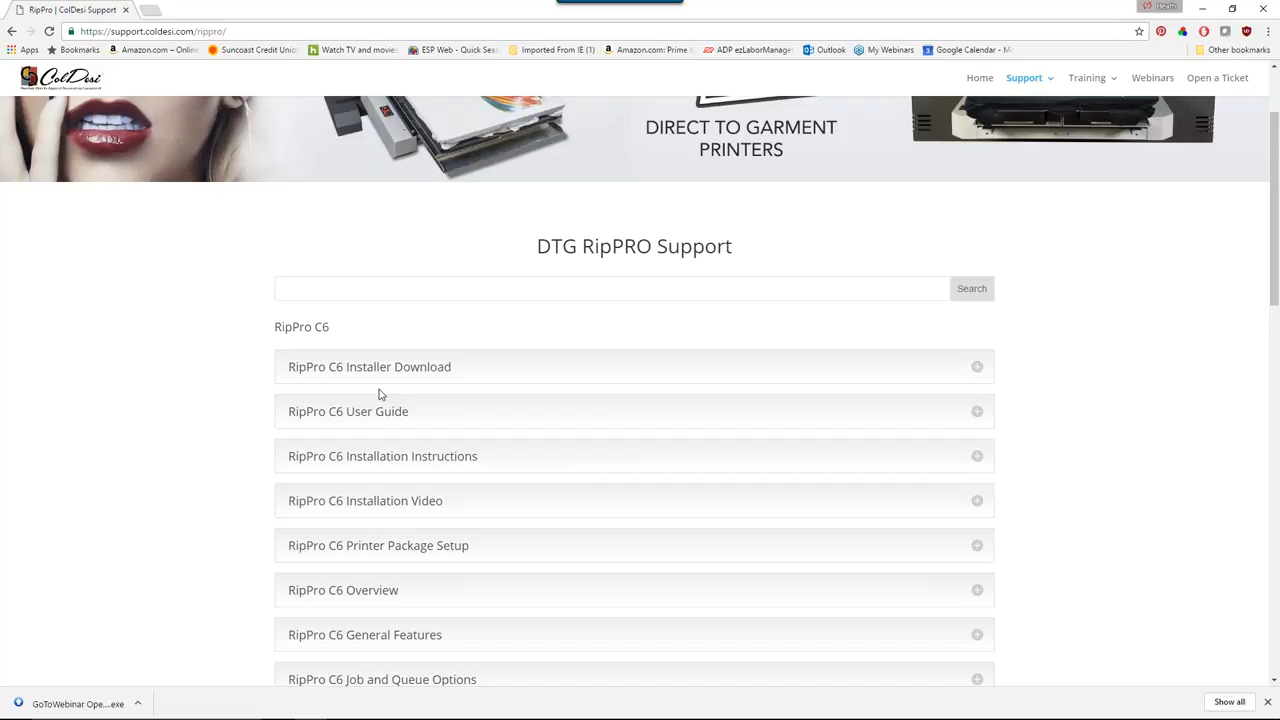 RipPro | ColDesi Support
Health
https://support.coldesi.com/rippro/
Apps
Bookmarks
Amazon.com – Onlin
Suncoast Credit Unio
Watch TV and movies
ESP Web - Quick Sea
Imported From IE (1)
Amazon.com: Prime
ADP ezLaborManage
Outlook
My Webinars
Google Calendar - M
Other bookmarks
ColDesi
Home
Support
Training
Webinars
Open a Ticket
DIRECT TO GARMENT
PRINTERS
DTG RipPRO Support
Search
RipPro C6
RipPro C6 Installer Download
RipPro C6 User Guide
RipPro C6 Installation Instructions
RipPro C6 Installation Video
RipPro C6 Printer Package Setup
RipPro C6 Overview
RipPro C6 General Features
RipPro C6 Job and Queue Options
GoToWebinar Ope....exe
Show all